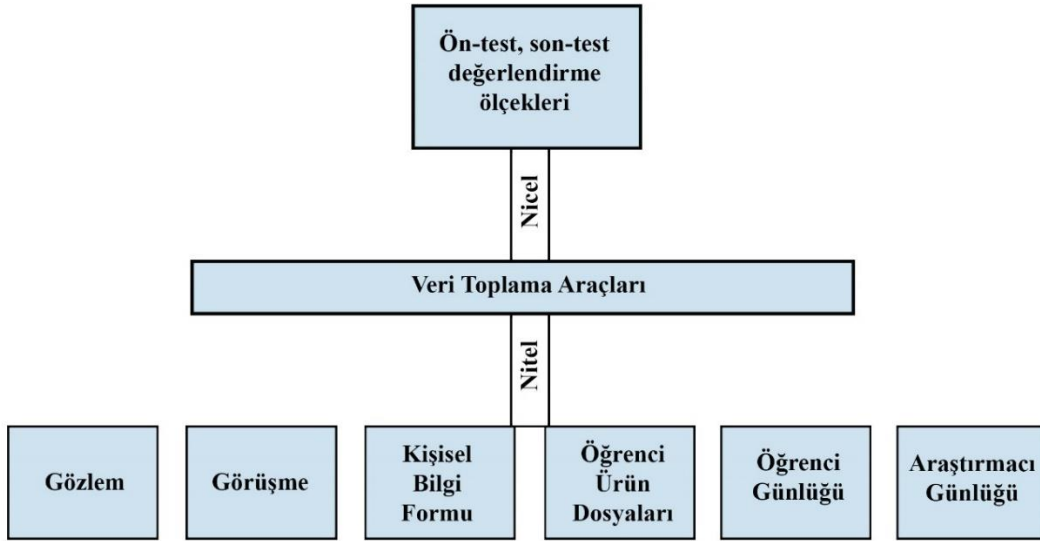 Ön-test, son-test
değerlendirme
ölçekleri
Nicel
Veri Toplama Araçları
Nitel
Gözlem
Görüşme
Kişisel
Bilgi
Formu
Öğrenci
Ürün
Dosyaları
Öğrenci
Günlüğü
Araştırmacı
Günlüğü